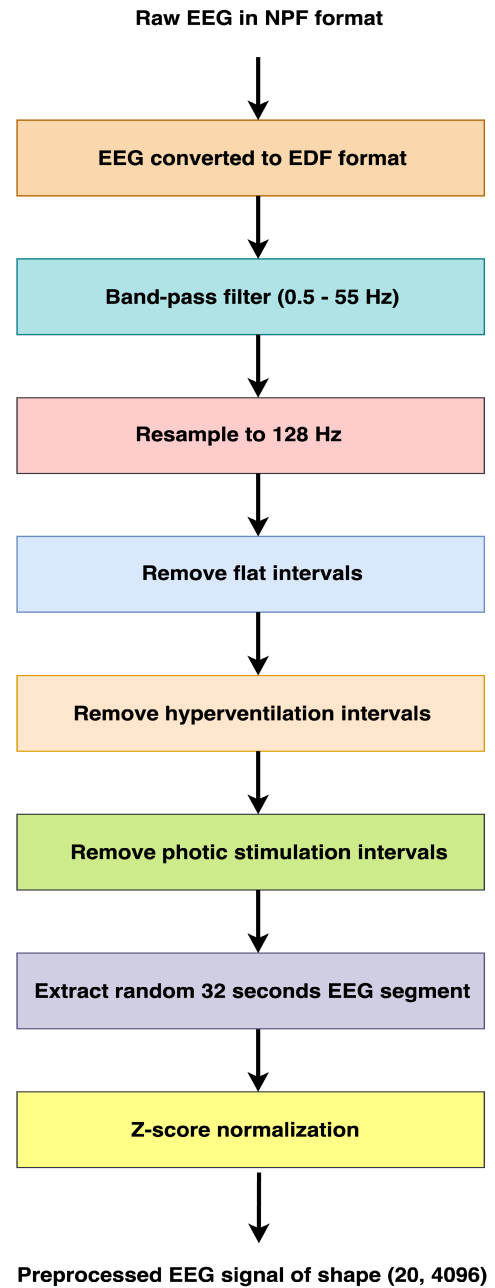 Raw EEG in NPF format
EEG converted to EDF format
Band-pass filter (0.5 - 55 Hz)
Resample to 128 Hz
Remove flat intervals
Remove hyperventilation intervals
Remove photic stimulation intervals
Extract random 32 seconds EEG segment
Z-score normalization
Preprocessed EEG signal of shape (20, 4096)